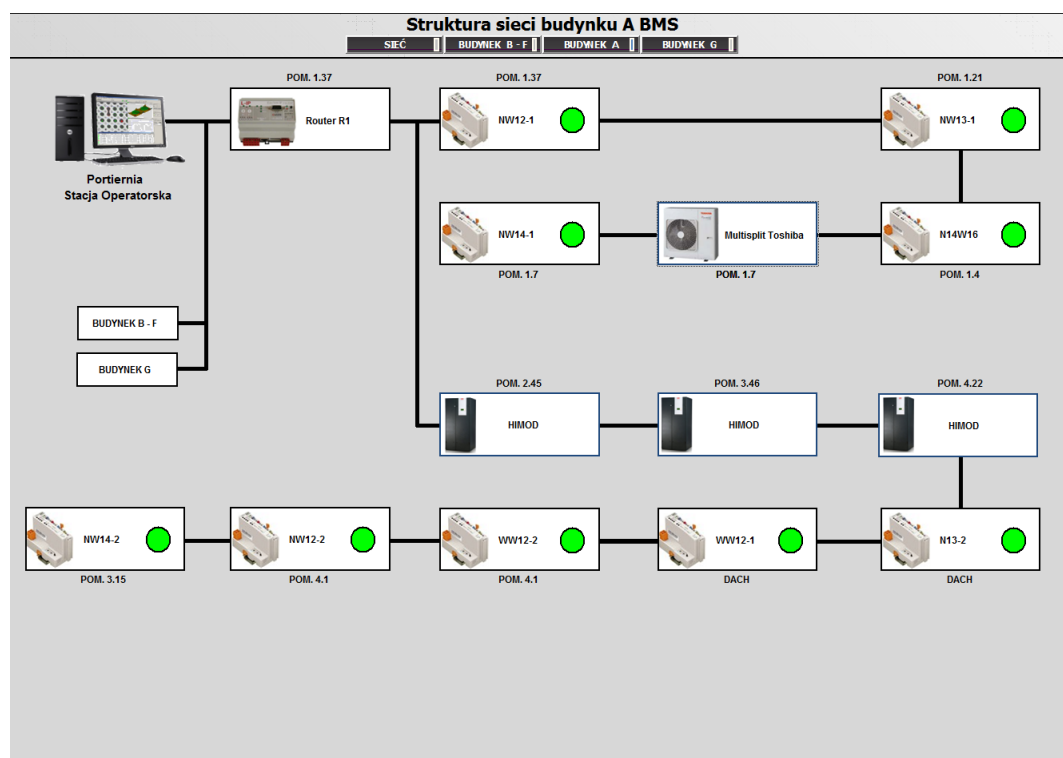 Struktura sieci budynku A BMS
SIEĆ
BUDYNEK B - F
BUDYNEK A
BUDYNEK G
POM. 1.37
POM. 1.37
POM. 1.21
Router R1
NW12-1
NW13-1
Portiernia
Stacja Operatorska
NW14-1
Multisplit Toshiba
N14W16
POM. 1.7
POM. 1.7
POM. 1.4
BUDYNEK B - F
BUDYNEK G
POM. 2.45
POM. 3.46
POM. 4.22
HIMOD
HIMOD
HIMOD
NW14-2
NW12-2
WW12-2
WW12-1
N13-2
POM. 3.15
POM. 4.1
POM. 4.1
DACH
DACH